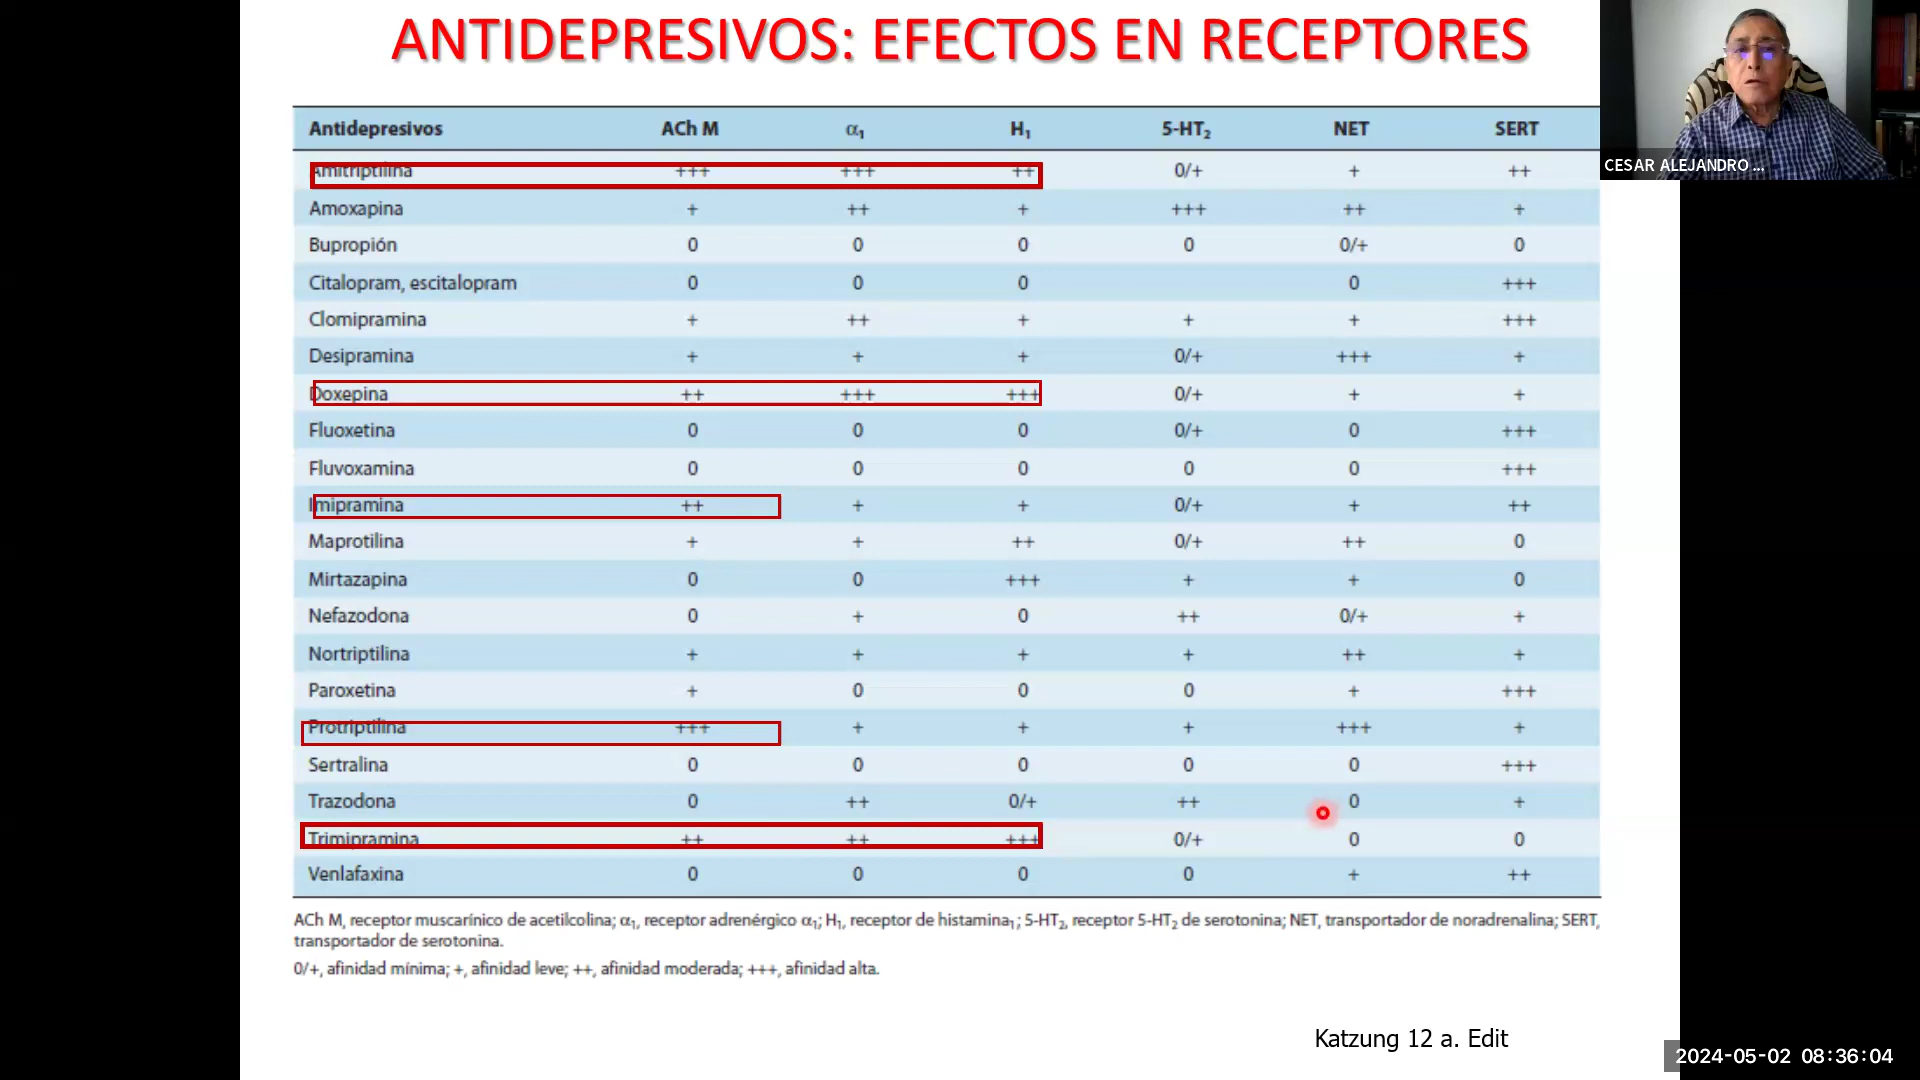 ANTIDEPRESIVOS: EFECTOS EN RECEPTORES
CESAR ALEJANDRO ...
Antidepresivos ACh M α₁ H₁ 5-HT₂ NET SERT
Amitriptilina +++ +++ ++ 0/+ + ++
Amoxapina + ++ + +++ ++ +
Bupropión 0 0 0 0 0/+ 0
Citalopram, escitalopram 0 0 0 0 +++
Clomipramina + ++ + + + +++
Desipramina + + + 0/+ +++ +
Doxepina ++ +++ +++ 0/+ + +
Fluoxetina 0 0 0 0/+ 0 +++
Fluvoxamina 0 0 0 0 0 +++
Imipramina ++ + + 0/+ + ++
Maprotilina + + ++ 0/+ ++ 0
Mirtazapina 0 0 +++ + + 0
Nefazodona 0 + 0 ++ 0/+ +
Nortriptilina + + + + ++ +
Paroxetina + 0 0 0 + +++
Protriptilina +++ + + + +++ +
Sertralina 0 0 0 0 0 +++
Trazodona 0 ++ 0/+ ++ 0 +
Trimipramina ++ ++ +++ 0/+ 0 0
Venlafaxina 0 0 0 0 + ++
ACh M, receptor muscarínico de acetilcolina; α₁, receptor adrenérgico α₁; H₁, receptor de histamina₁; 5-HT₂, receptor 5-HT₂ de serotonina; NET, transportador de noradrenalina; SERT,
transportador de serotonina.
0/+, afinidad mínima; +, afinidad leve; ++, afinidad moderada; +++, afinidad alta.
Katzung 12 a. Edit
2024-05-02 08:36:04